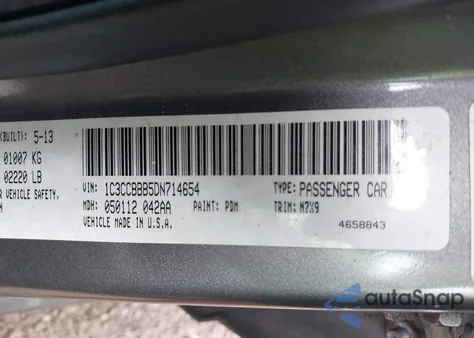 (BUILT): 5-13
01007 KG
02220 LB
VEHICLE SAFETY,
VIN: 1C3CCBBB5DN714654
TYPE: PASSENGER CAR
MDH: 050112 042AA
PAINT: PDM
TRIM: N7X9
VEHICLE MADE IN U.S.A.
4658843
autoSnap